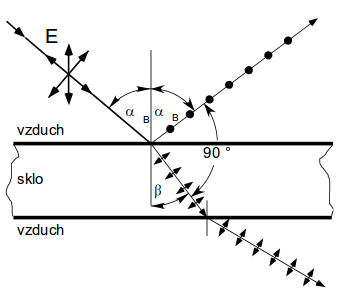 E
α B α B
vzduch
90 °
sklo
β
vzduch